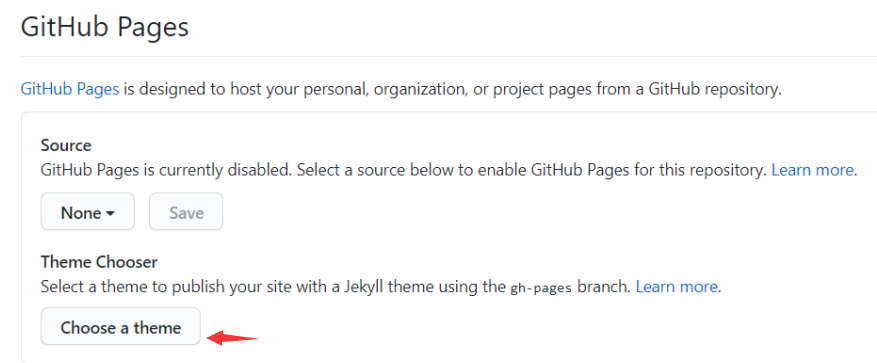 GitHub Pages
GitHub Pages is designed to host your personal, organization, or project pages from a GitHub repository.
Source
GitHub Pages is currently disabled. Select a source below to enable GitHub Pages for this repository. Learn more.
None Save
Theme Chooser
Select a theme to publish your site with a Jekyll theme using the gh-pages branch. Learn more.
Choose a theme